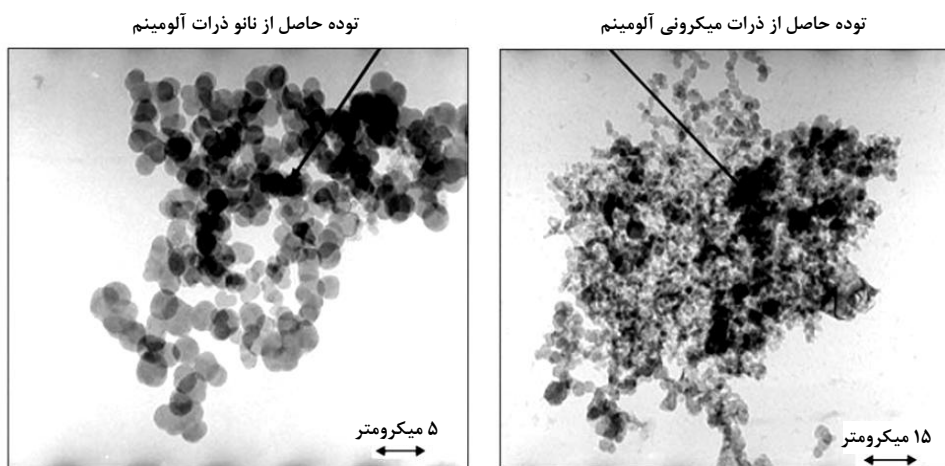 توده حاصل از ذرات میکرونی آلومینم
توده حاصل از نانو ذرات آلومینم
۱۵ میکرومتر
۵ میکرومتر